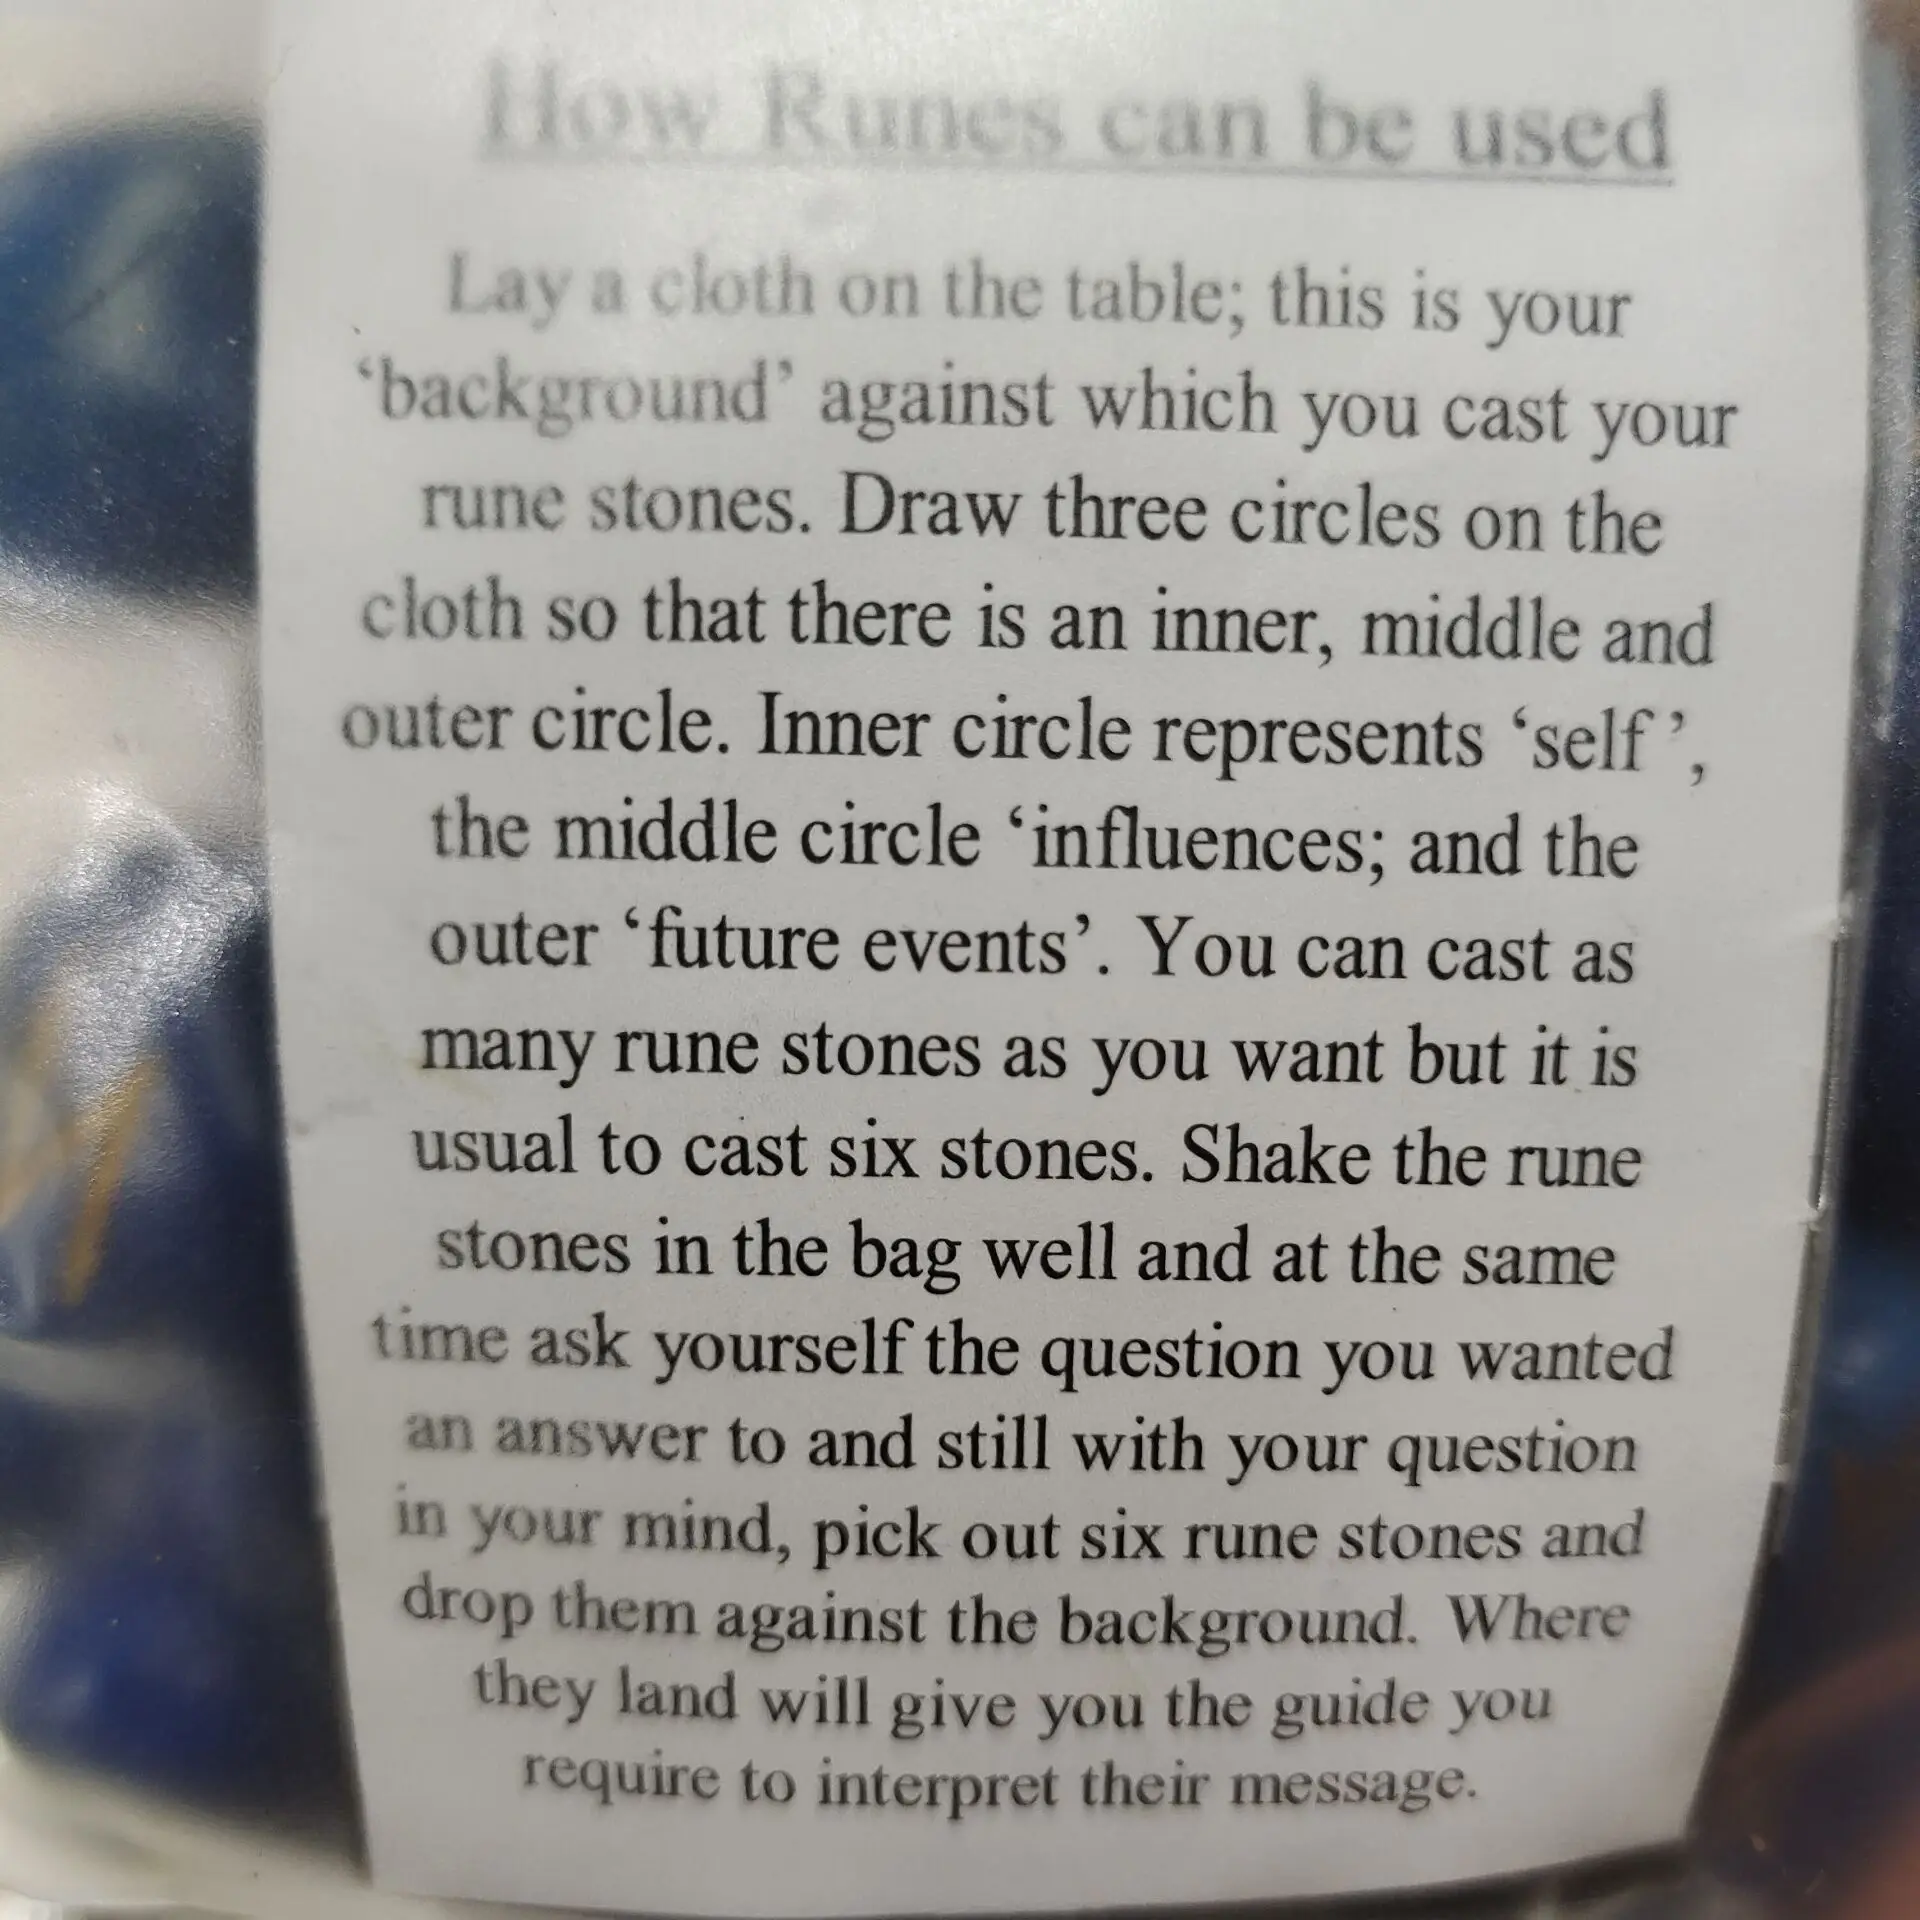 How Runes can be used
Lay a cloth on the table; this is your
‘background’ against which you cast your
rune stones. Draw three circles on the
cloth so that there is an inner, middle and
outer circle. Inner circle represents ‘self’,
the middle circle ‘influences; and the
outer ‘future events’. You can cast as
many rune stones as you want but it is
usual to cast six stones. Shake the rune
stones in the bag well and at the same
time ask yourself the question you wanted
an answer to and still with your question
in your mind, pick out six rune stones and
drop them against the background. Where
they land will give you the guide you
require to interpret their message.